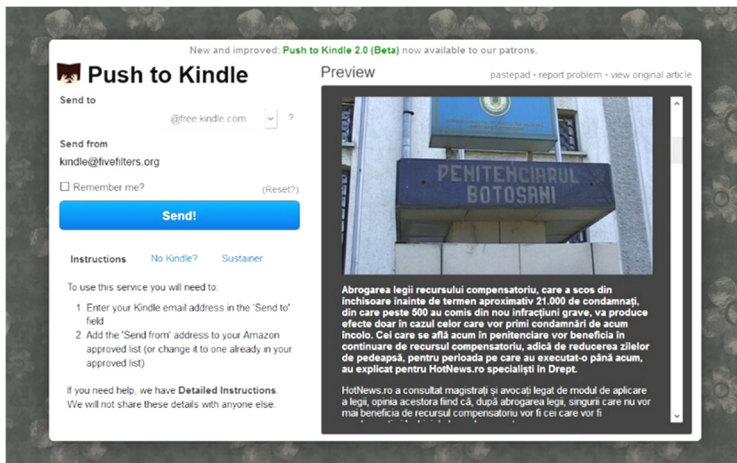 New and improved: Push to Kindle 2.0 (Beta) now available to our patrons.
Push to Kindle
Send to
@free.kindle.com
?
Send from
kindle@fivefilters.org
Remember me?
(Reset?)
Send!
Instructions No Kindle? Sustainer
To use this service you will need to:
1 Enter your Kindle email address in the 'Send to'
field
2. Add the 'Send from' address to your Amazon
approved list (or change it to one already in your
approved list)
If you need help, we have Detailed Instructions.
We will not share these details with anyone else.
Preview
pastepad • report problem • view original article
PENITENCIARUL
BOTOȘANI
Abrogarea legii recursului compensatoriu, care a scos din
închisoare înainte de termen aproximativ 21.000 de condamnați,
din care peste 500 au comis din nou infracțiuni grave, va produce
efecte doar în cazul celor care vor primi condamnări de acum
încolo. Cei care se află acum în penitenciare vor beneficia în
continuare de recursul compensatoriu, adică de reducerea zilelor
de pedeapsă, pentru perioada pe care au executat-o până acum,
au explicat pentru HotNews.ro specialiști în Drept.
HotNews.ro a consultat magistrați și avocați legat de modul de aplicare
a legii, opinia acestora fiind că, după abrogarea legii, singurii care nu vor
mai beneficia de recursul compensatoriu vor fi cei care vor fi